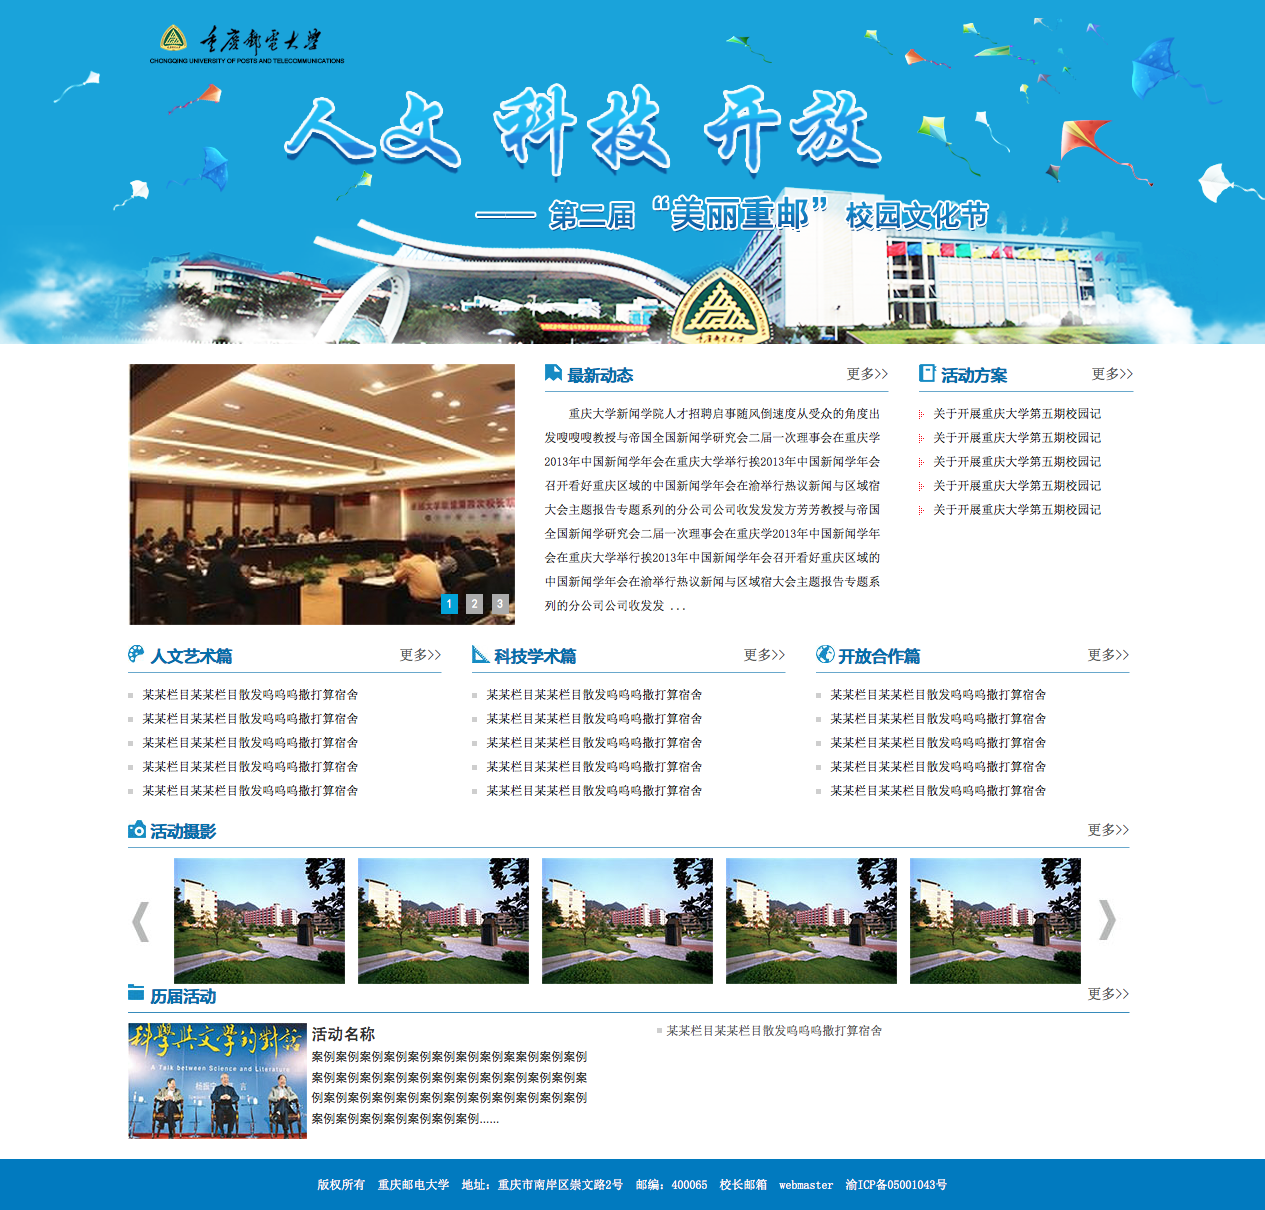 重庆邮电大学
CHONGQING UNIVERSITY OF POSTS AND TELECOMMUNICATIONS
人文 科技 开放
—— 第二届“美丽重邮”校园文化节
重庆邮电大学
1 2 3
最新动态 更多>>
重庆大学新闻学院人才招聘启事随风倒速度从受众的角度出
发嗖嗖嗖教授与帝国全国新闻学研究会二届一次理事会在重庆学
2013年中国新闻学年会在重庆大学举行挨2013年中国新闻学年会
召开看好重庆区域的中国新闻学年会在渝举行热议新闻与区域宿
大会主题报告专题系列的分公司公司收发发发方芳芳教授与帝国
全国新闻学研究会二届一次理事会在重庆学2013年中国新闻学年
会在重庆大学举行挨2013年中国新闻学年会召开看好重庆区域的
中国新闻学年会在渝举行热议新闻与区域宿大会主题报告专题系
列的分公司公司收发发 ...
活动方案 更多>>
关于开展重庆大学第五期校园记
关于开展重庆大学第五期校园记
关于开展重庆大学第五期校园记
关于开展重庆大学第五期校园记
关于开展重庆大学第五期校园记
人文艺术篇 更多>>
某某栏目某某栏目散发呜呜呜撒打算宿舍
某某栏目某某栏目散发呜呜呜撒打算宿舍
某某栏目某某栏目散发呜呜呜撒打算宿舍
某某栏目某某栏目散发呜呜呜撒打算宿舍
某某栏目某某栏目散发呜呜呜撒打算宿舍
科技学术篇 更多>>
某某栏目某某栏目散发呜呜呜撒打算宿舍
某某栏目某某栏目散发呜呜呜撒打算宿舍
某某栏目某某栏目散发呜呜呜撒打算宿舍
某某栏目某某栏目散发呜呜呜撒打算宿舍
某某栏目某某栏目散发呜呜呜撒打算宿舍
开放合作篇 更多>>
某某栏目某某栏目散发呜呜呜撒打算宿舍
某某栏目某某栏目散发呜呜呜撒打算宿舍
某某栏目某某栏目散发呜呜呜撒打算宿舍
某某栏目某某栏目散发呜呜呜撒打算宿舍
某某栏目某某栏目散发呜呜呜撒打算宿舍
活动摄影 更多>>
历届活动 更多>>
科學與文學的對話
A Talk between Science and Literature
活动名称
案例案例案例案例案例案例案例案例案案例案例案例
案例案例案例案例案例案例案例案例案例案例案例案
例案例案例案例案例案例案例案例案例案例案例案例
案例案例案例案例案例案例案例......
某某栏目某某栏目散发呜呜呜撒打算宿舍
版权所有 重庆邮电大学 地址：重庆市南岸区崇文路2号 邮编：400065 校长邮箱 webmaster 渝ICP备05001043号